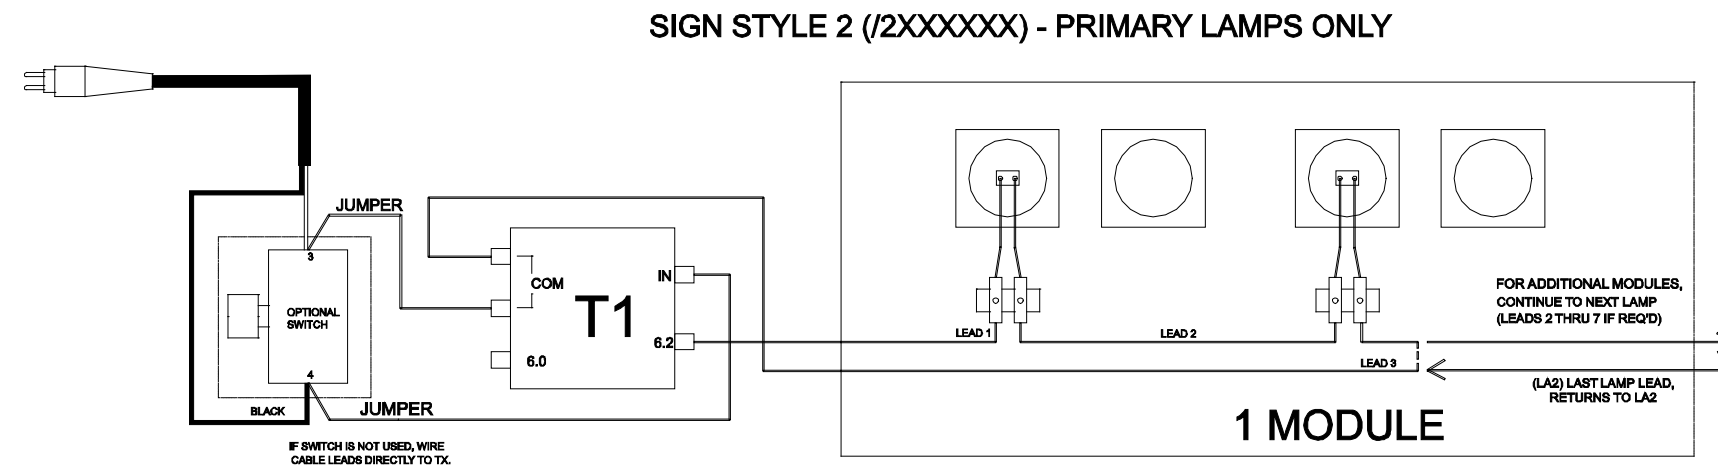 SIGN STYLE 2 (/2XXXXXX) - PRIMARY LAMPS ONLY
JUMPER
3
OPTIONAL
SWITCH
4
BLACK
JUMPER
IF SWITCH IS NOT USED, WIRE
CABLE LEADS DIRECTLY TO TX.
COM
T1
IN
6.2
6.0
LEAD 1
LEAD 2
LEAD 3
FOR ADDITIONAL MODULES,
CONTINUE TO NEXT LAMP
(LEADS 2 THRU 7 IF REQ'D)
(LA2) LAST LAMP LEAD,
RETURNS TO LA2
1 MODULE